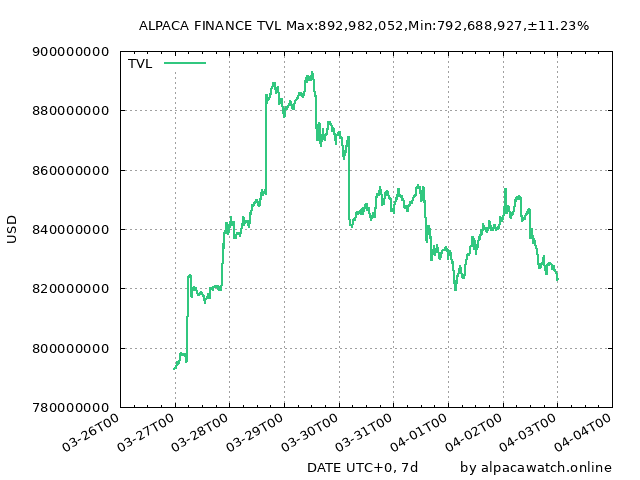 ALPACA FINANCE TVL Max:892,982,052,Min:792,688,927,±11.23%
900000000
TVL
880000000
860000000
840000000
USD
820000000
800000000
780000000
03-26T00 03-27T00 03-28T00 03-29T00 03-30T00 03-31T00 04-01T00 04-02T00 04-03T00 04-04T00
DATE UTC+0, 7d by alpacawatch.online